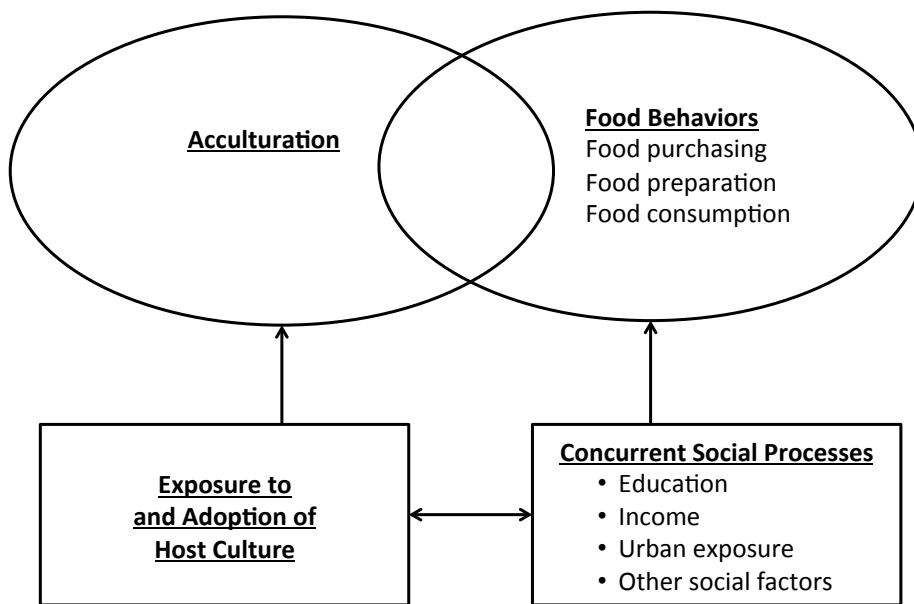 Acculturation
Food Behaviors
Food purchasing
Food preparation
Food consumption
Exposure to
and Adoption of
Host Culture
Concurrent Social Processes
• Education
• Income
• Urban exposure
• Other social factors